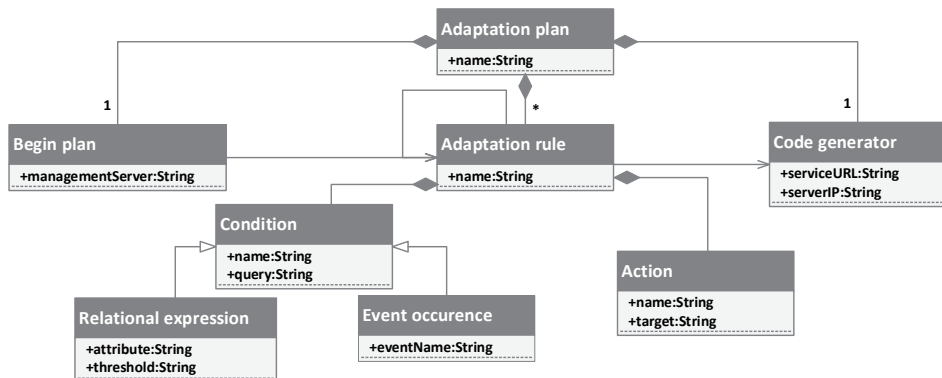 Adaptation plan
+name:String
1
*
1
Begin plan
+managementServer:String
Adaptation rule
+name:String
Code generator
+serviceURL:String
+serverIP:String
Condition
+name:String
+query:String
Action
+name:String
+target:String
Relational expression
+attribute:String
+threshold:String
Event occurence
+eventName:String